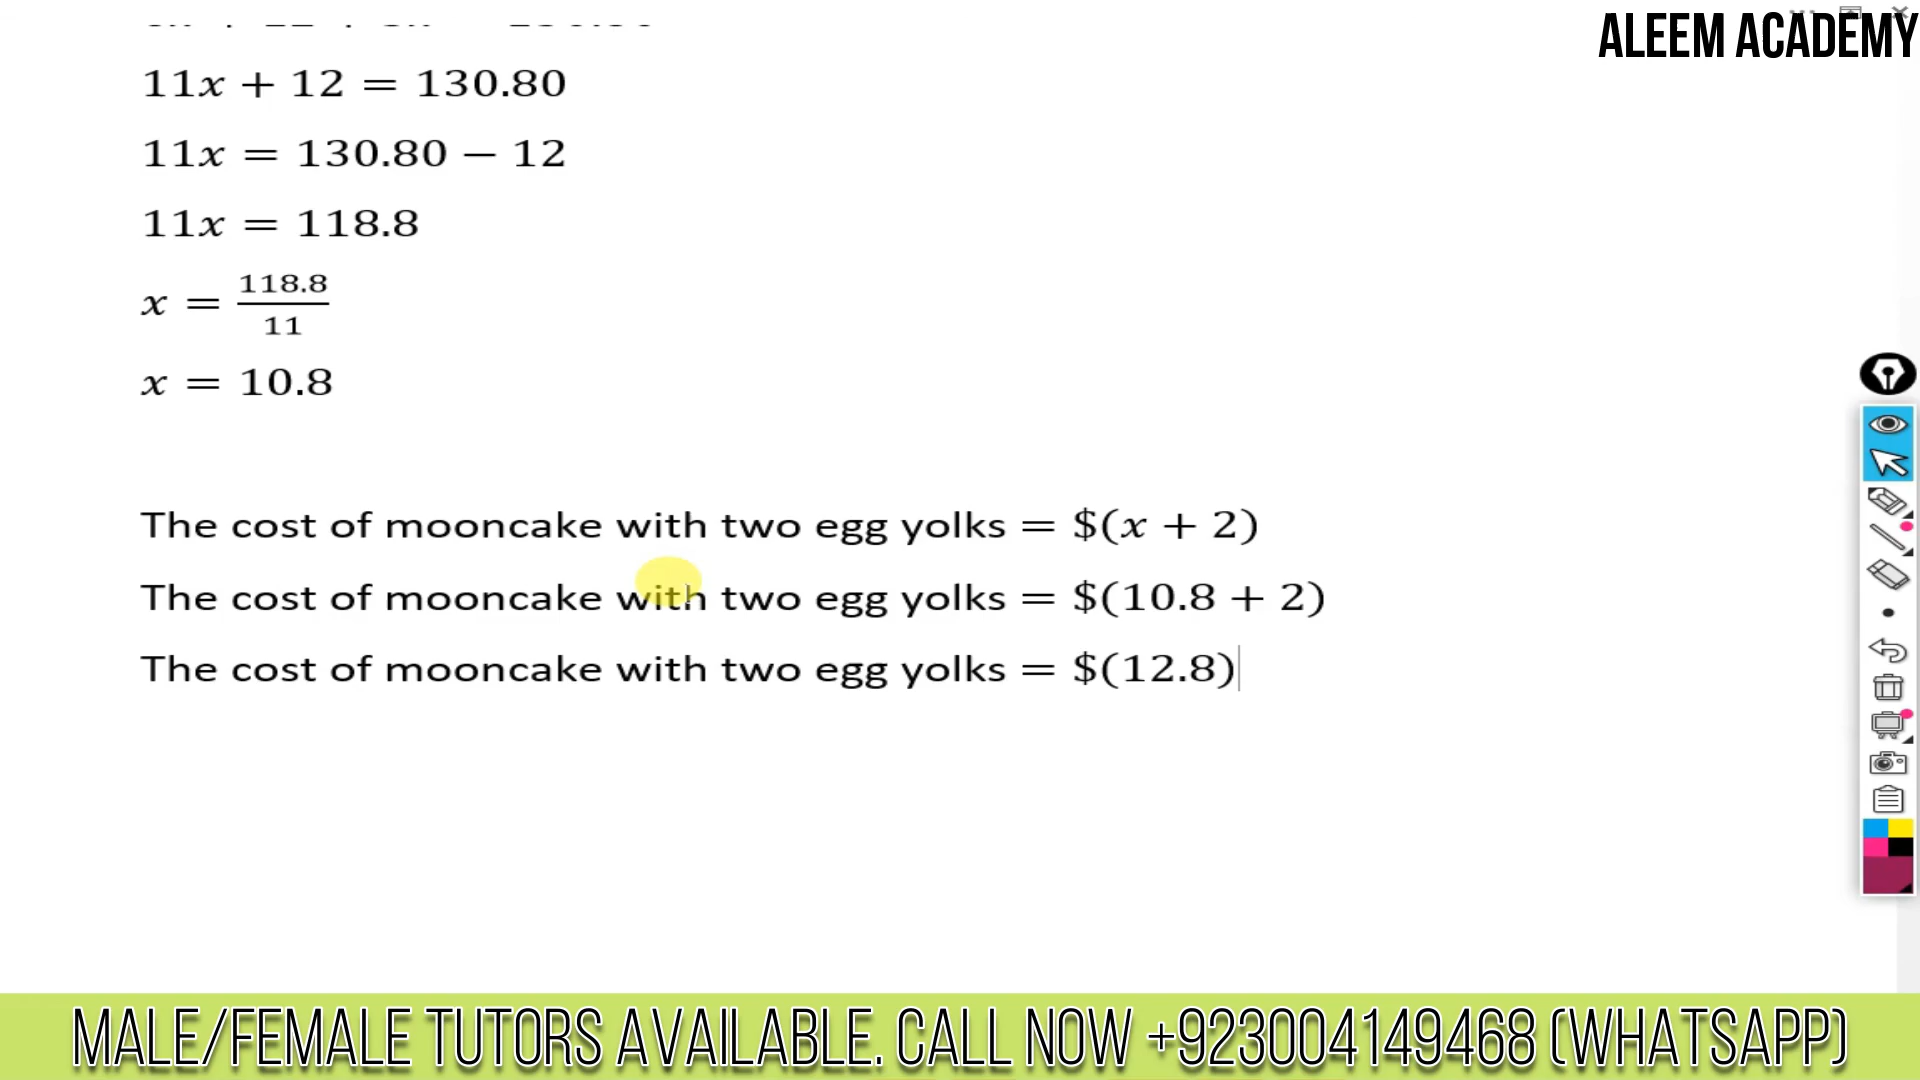 ALEEM ACADEMY
11x + 12 = 130.80
11x = 130.80 − 12
11x = 118.8
x = 118.8/11
x = 10.8
The cost of mooncake with two egg yolks = $(x + 2)
The cost of mooncake with two egg yolks = $(10.8 + 2)
The cost of mooncake with two egg yolks = $(12.8)
MALE/FEMALE TUTORS AVAILABLE. CALL NOW +923004149468 (WHATSAPP)